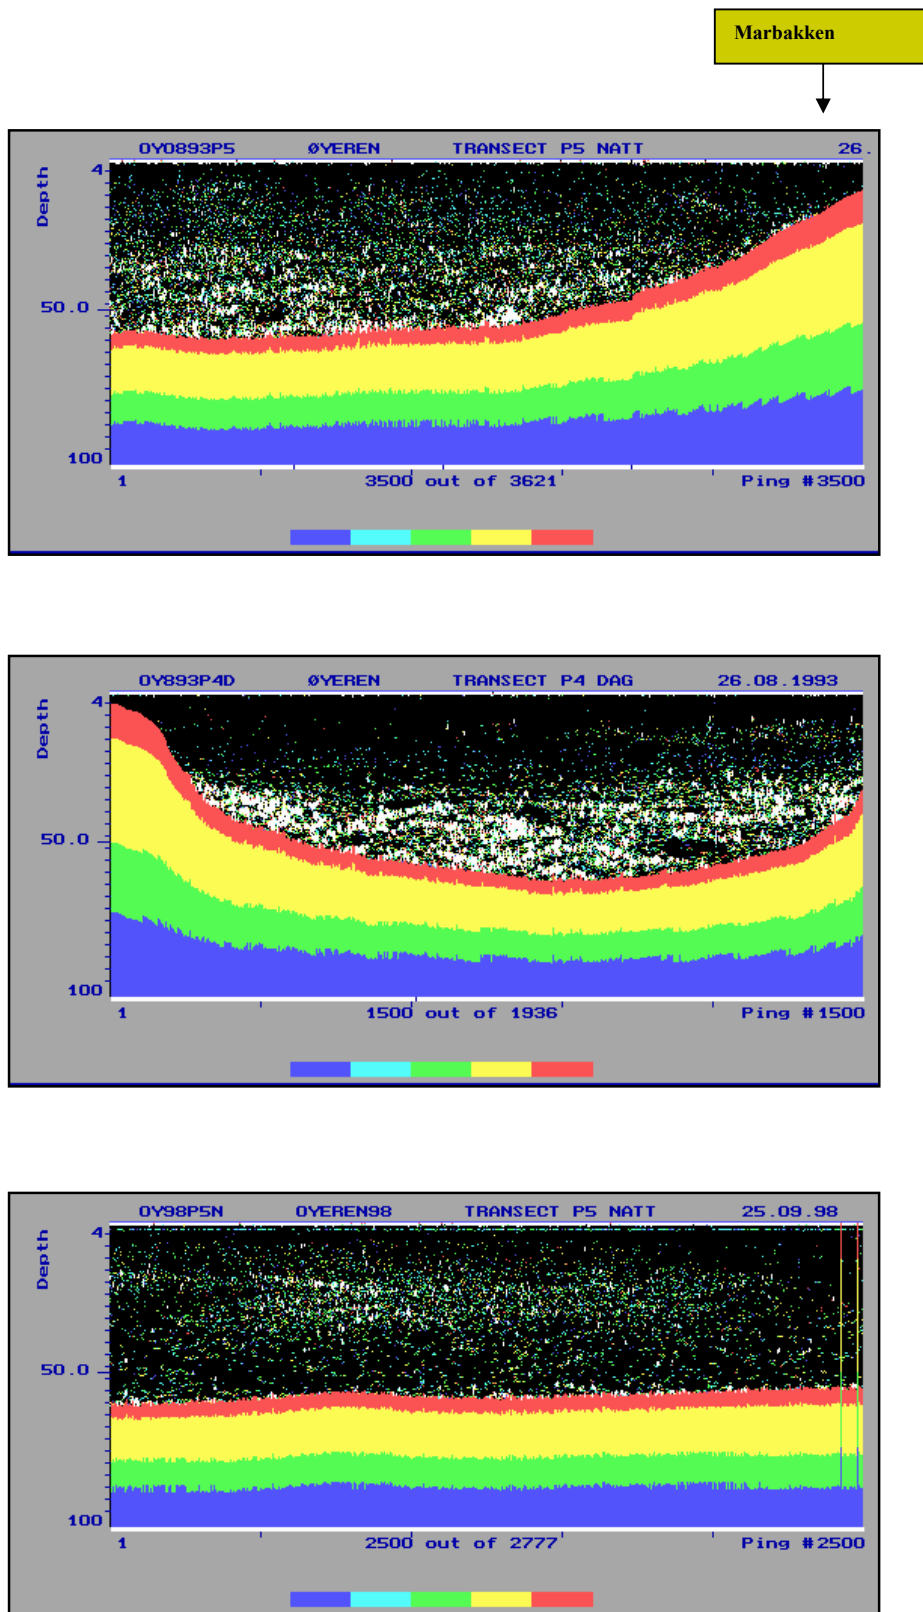 Marbakken
OYO893P5 ØYEREN TRANSECT P5 NATT 26.
4
Depth
50.0
100
1 3500 out of 3621 Ping #3500
OY893P4D ØYEREN TRANSECT P4 DAG 26.08.1993
4
Depth
50.0
100
1 1500 out of 1936 Ping #1500
OY98P5N OYEREN98 TRANSECT P5 NATT 25.09.98
4
Depth
50.0
100
1 2500 out of 2777 Ping #2500